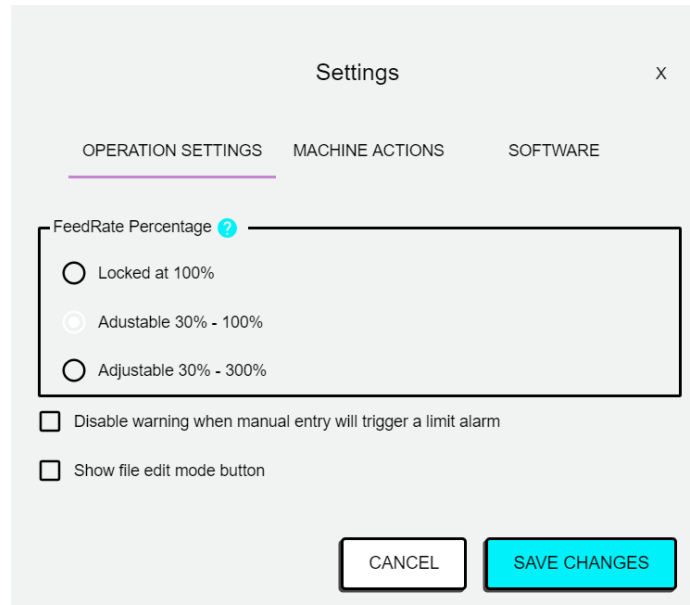 Settings
X
OPERATION SETTINGS MACHINE ACTIONS SOFTWARE
FeedRate Percentage ?
Locked at 100%
Adustable 30% - 100%
Adjustable 30% - 300%
Disable warning when manual entry will trigger a limit alarm
Show file edit mode button
CANCEL SAVE CHANGES